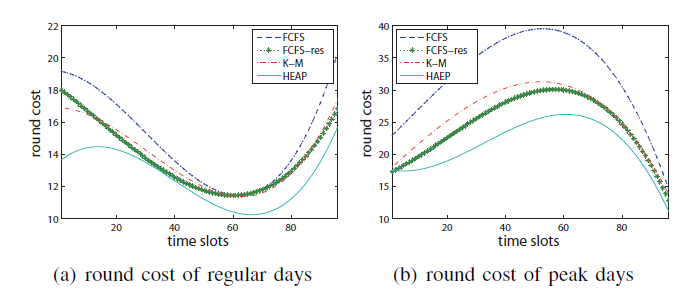 22
20
18
16
14
12
10
round cost
20
40
60
80
time slots
FCFS
FCFS-res
K-M
HEAP
(a) round cost of regular days
40
35
30
25
20
15
10
round cost
20
40
60
80
time slots
FCFS
FCFS-res
K-M
HAEP
(b) round cost of peak days